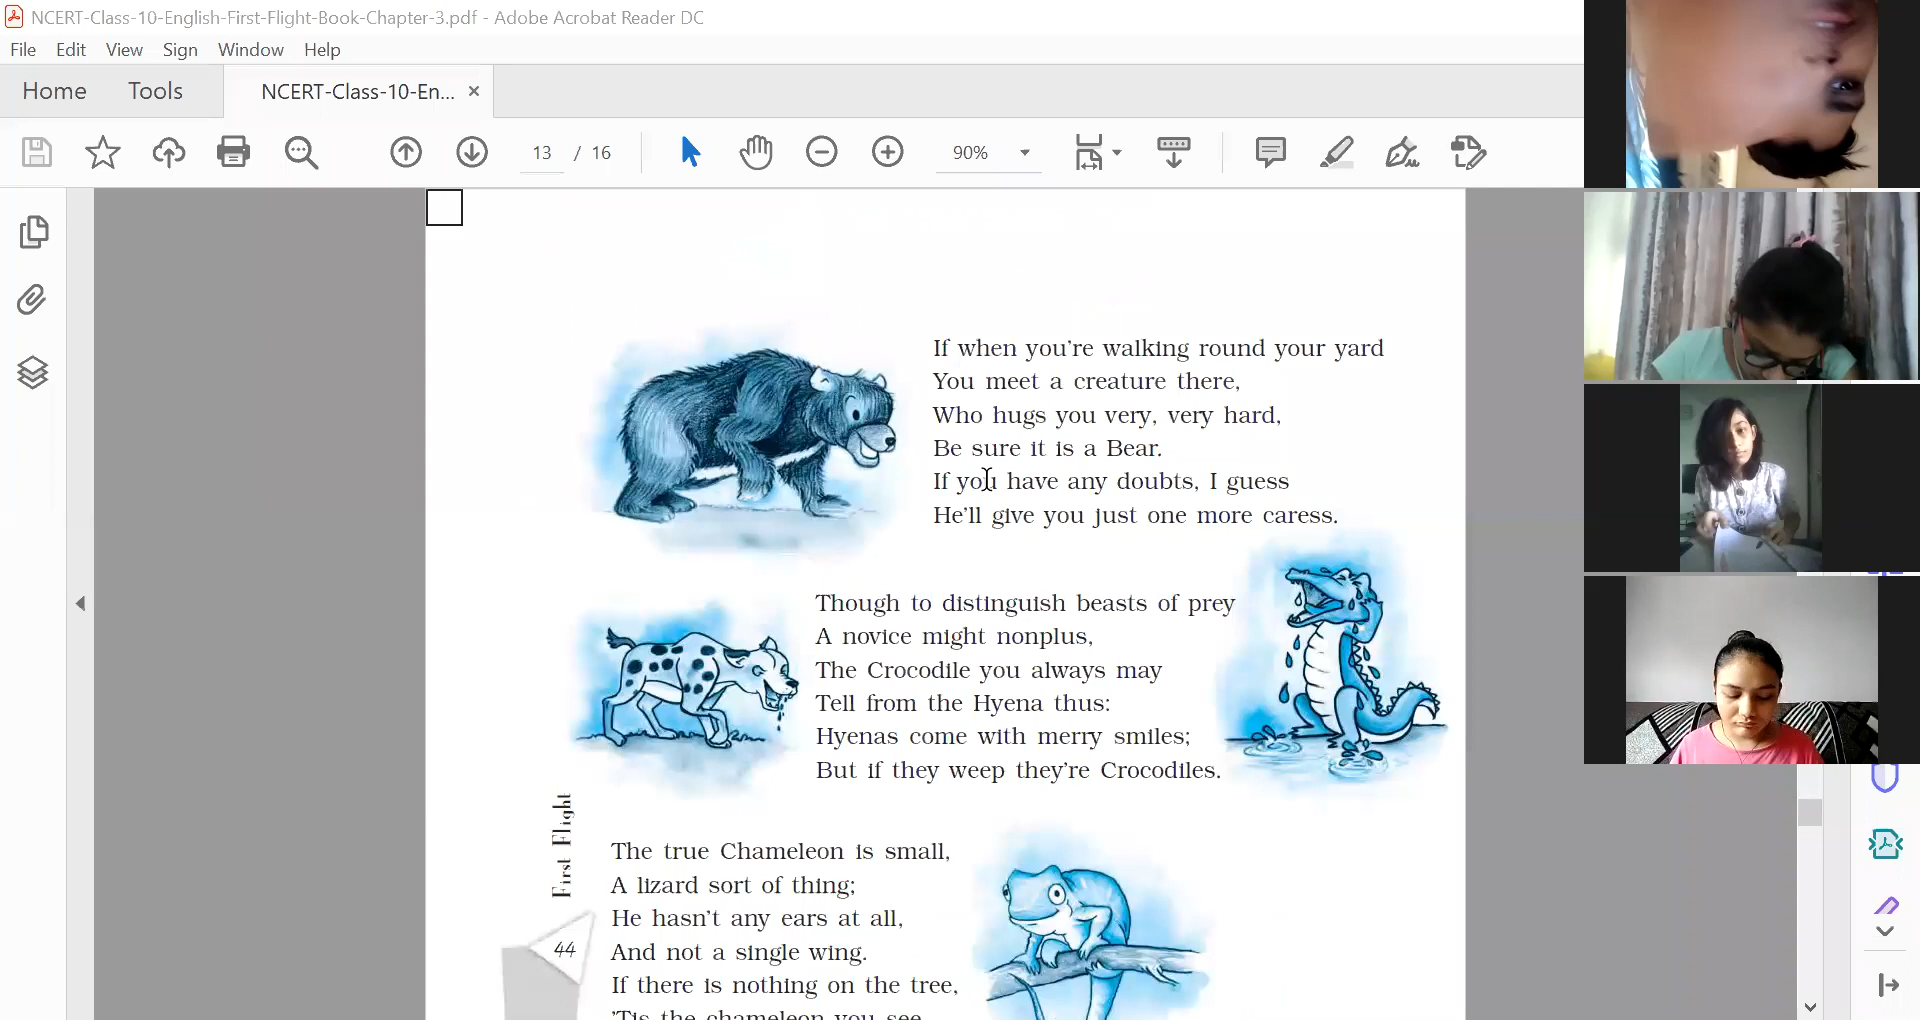 NCERT-Class-10-English-First-Flight-Book-Chapter-3.pdf - Adobe Acrobat Reader DC
File Edit View Sign Window Help
Home Tools NCERT-Class-10-En... ×
13 / 16 90%
If when you're walking round your yard
You meet a creature there,
Who hugs you very, very hard,
Be sure it is a Bear.
If you have any doubts, I guess
He'll give you just one more caress.
Though to distinguish beasts of prey
A novice might nonplus,
The Crocodile you always may
Tell from the Hyena thus:
Hyenas come with merry smiles;
But if they weep they're Crocodiles.
First Flight
44
The true Chameleon is small,
A lizard sort of thing;
He hasn't any ears at all,
And not a single wing.
If there is nothing on the tree,
'Tis the chameleon you see.